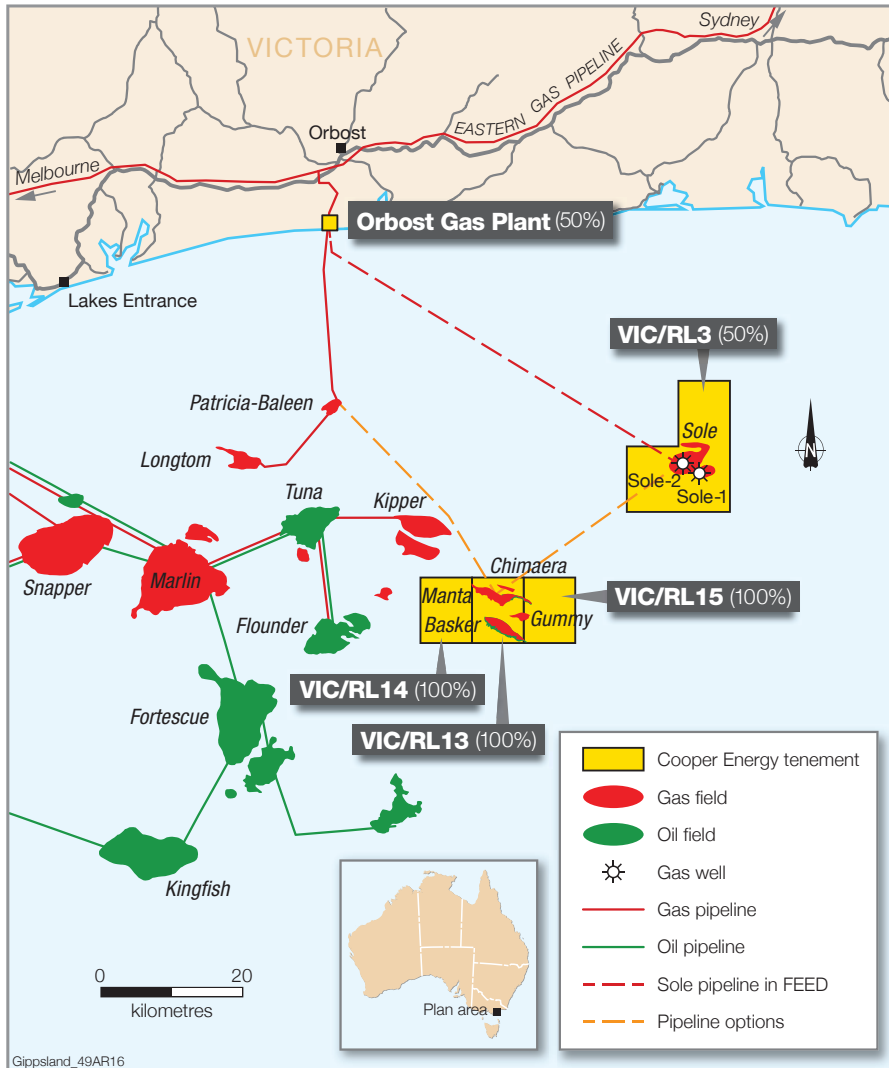 Sydney
VICTORIA
EASTERN GAS PIPELINE
Orbost
Melbourne
Orbost Gas Plant (50%)
Lakes Entrance
VIC/RL3 (50%)
Patricia-Baleen
Sole
N
Longtom
Sole-2
Sole-1
Tuna
Kipper
Chimaera
Snapper
Marlin
Manta
VIC/RL15 (100%)
Flounder
Basker
Gummy
VIC/RL14 (100%)
Fortescue
VIC/RL13 (100%)
Kingfish
Cooper Energy tenement
Gas field
Oil field
Gas well
Gas pipeline
Oil pipeline
Sole pipeline in FEED
Pipeline options
0 20
kilometres
Plan area
Gippsland_49AR16